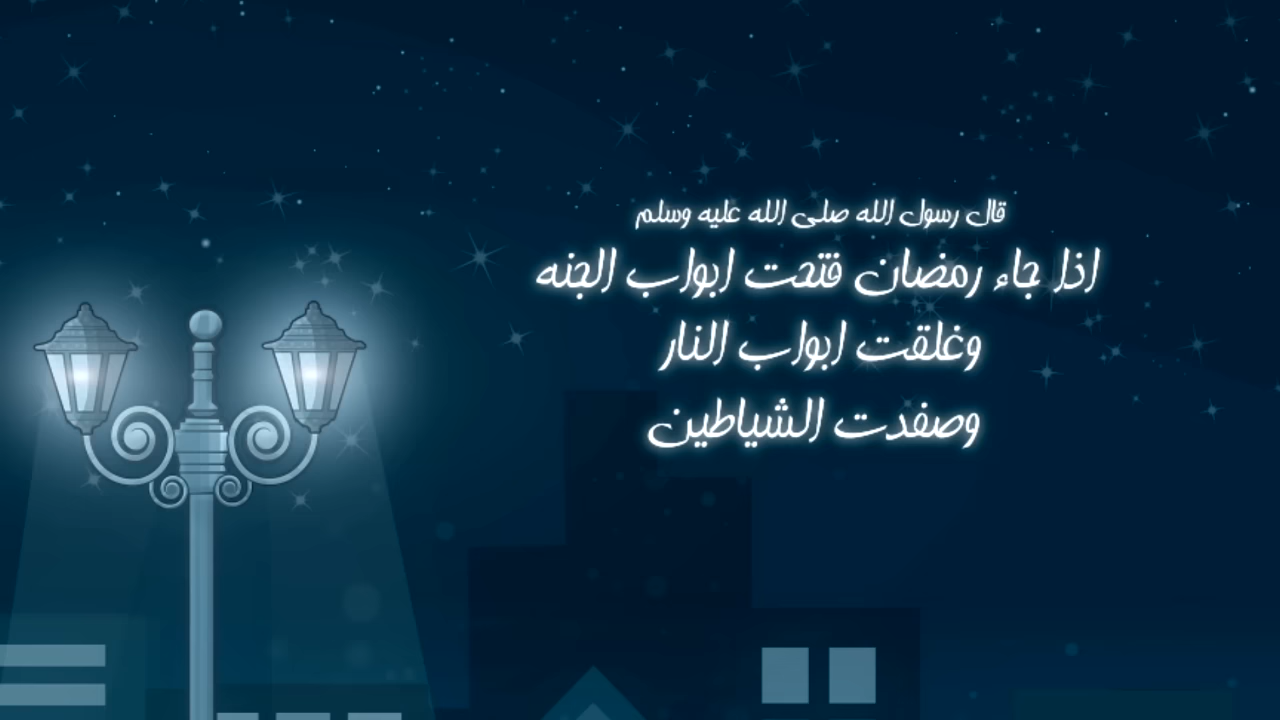 قال رسول الله صلى الله عليه وسلم
اذا جاء رمضان فتحت ابواب الجنه
وغلقت ابواب النار
وصفدت الشياطين